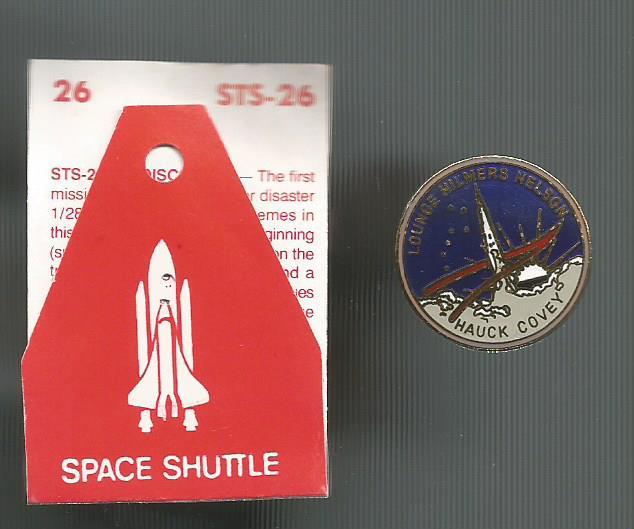 26 STS-26
STS-2 DISC — The first
missi r disaster
1/28 emes in
this ginning
(s on the
tr nd a
ies
e
SPACE SHUTTLE
LOUNGE HILMERS NELSON
HAUCK COVEY